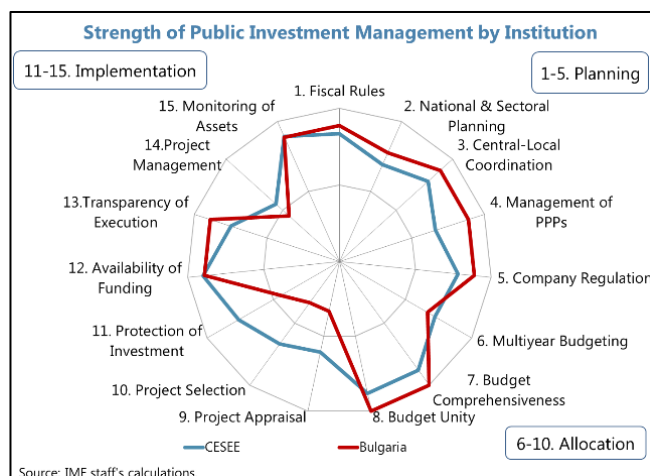 Strength of Public Investment Management by Institution
11-15. Implementation
1-5. Planning
1. Fiscal Rules
2. National & Sectoral
Planning
3. Central-Local
Coordination
4. Management of
PPPs
5. Company Regulation
6. Multiyear Budgeting
7. Budget
Comprehensiveness
8. Budget Unity
9. Project Appraisal
10. Project Selection
11. Protection of
Investment
12. Availability of
Funding
13.Transparency of
Execution
14.Project
Management
15. Monitoring of
Assets
6-10. Allocation
CESEE
Bulgaria
Source: IMF staff's calculations